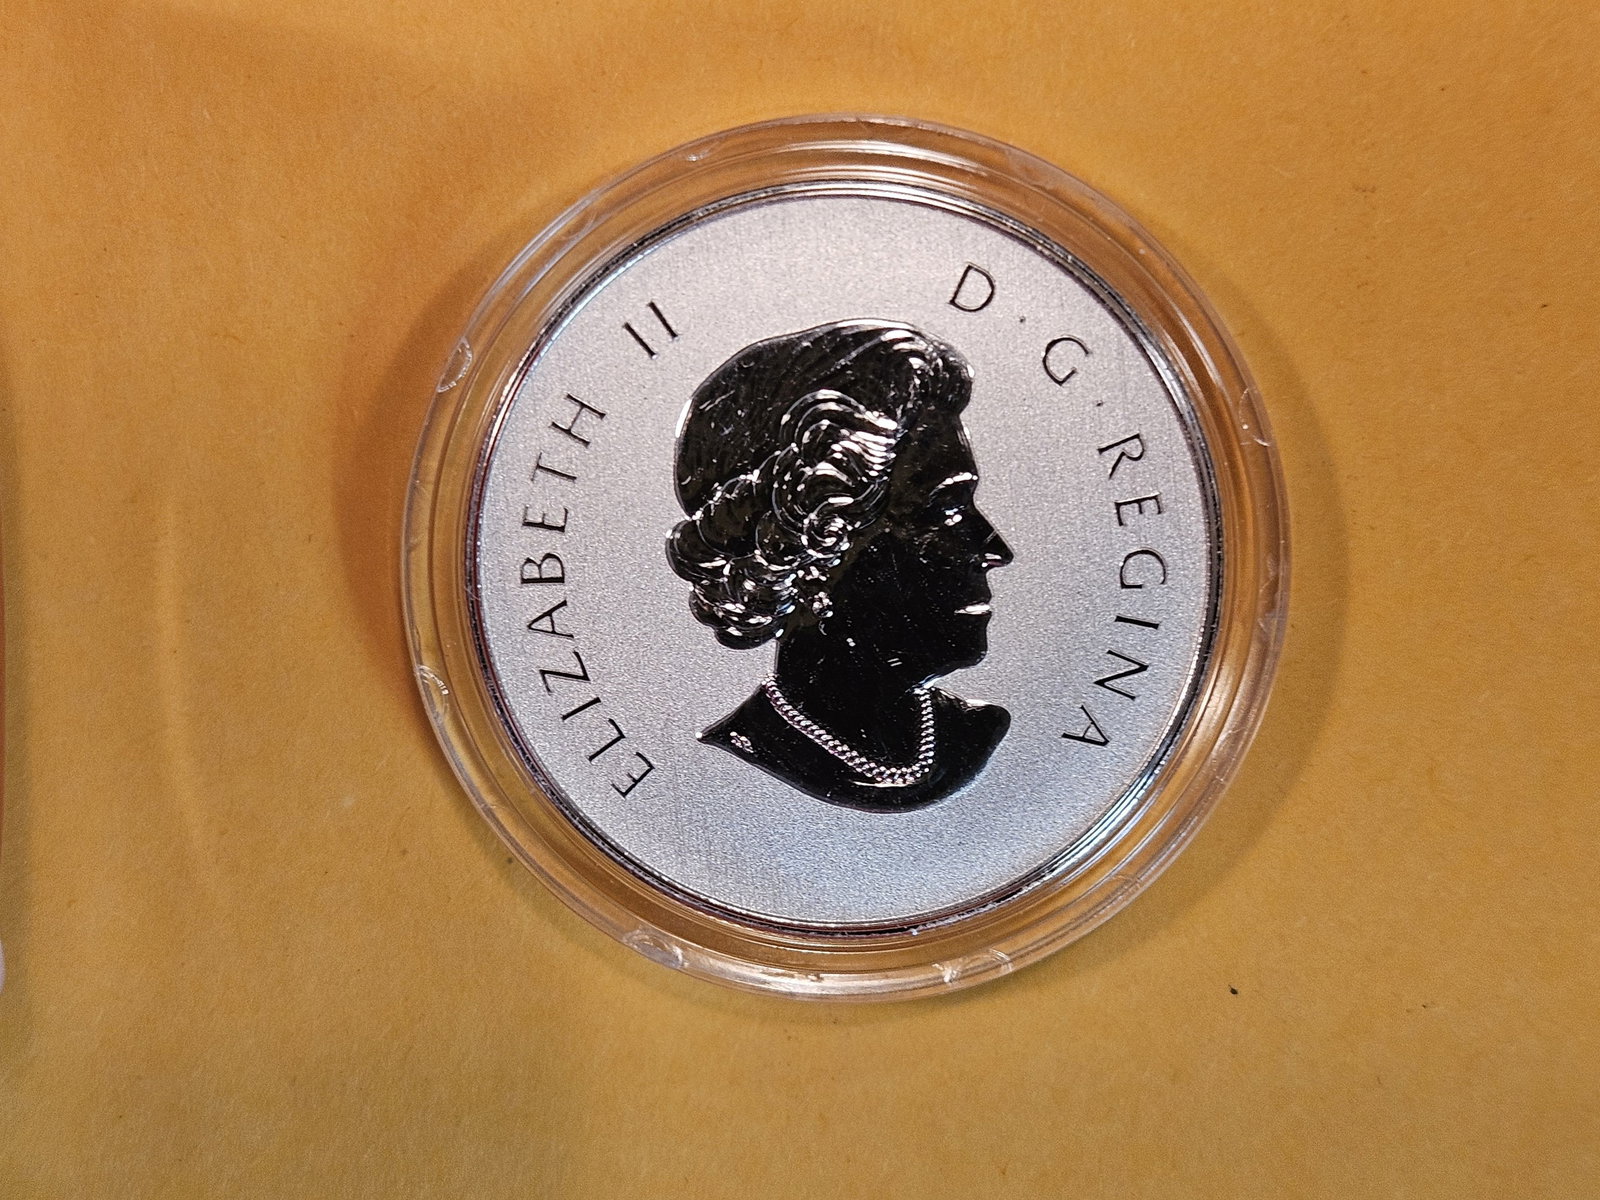 ELIZABETH II D · G · REGINA